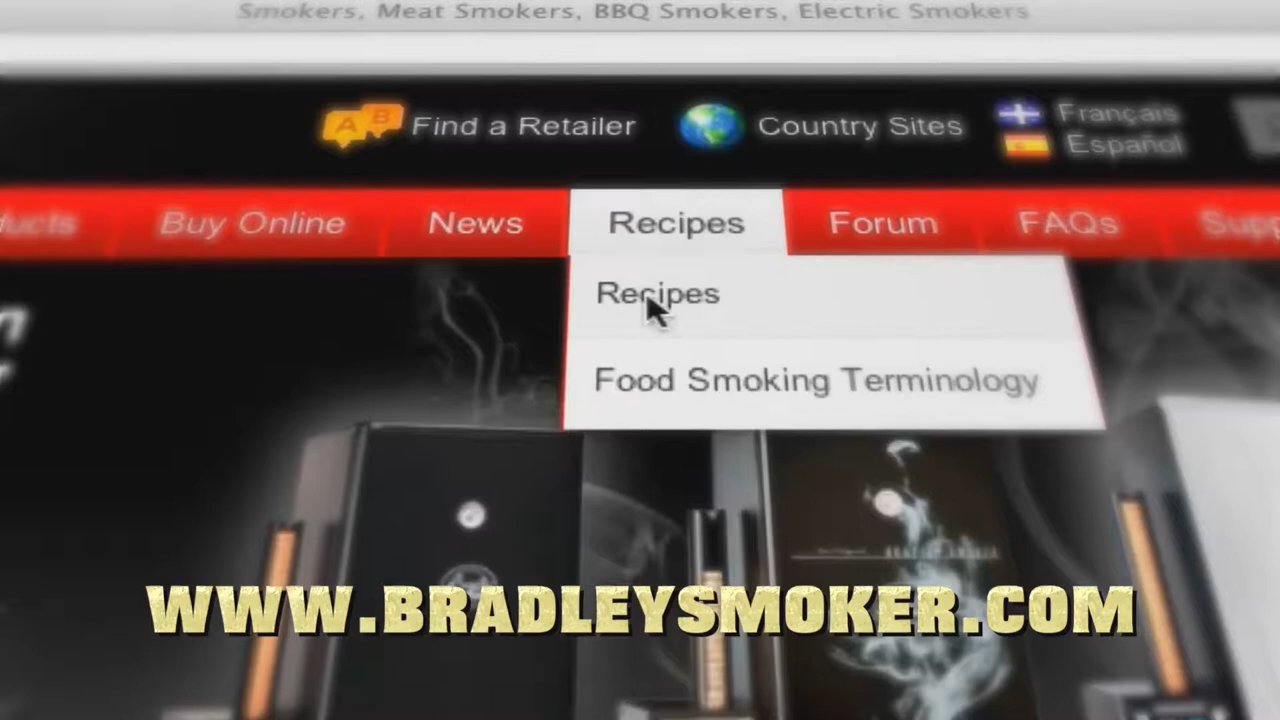 Smokers, Meat Smokers, BBQ Smokers, Electric Smokers
A B Find a Retailer
Country Sites
Français
Español
Buy Online
News
Recipes
Forum
FAQs
Recipes
Food Smoking Terminology
WWW.BRADLEYSMOKER.COM